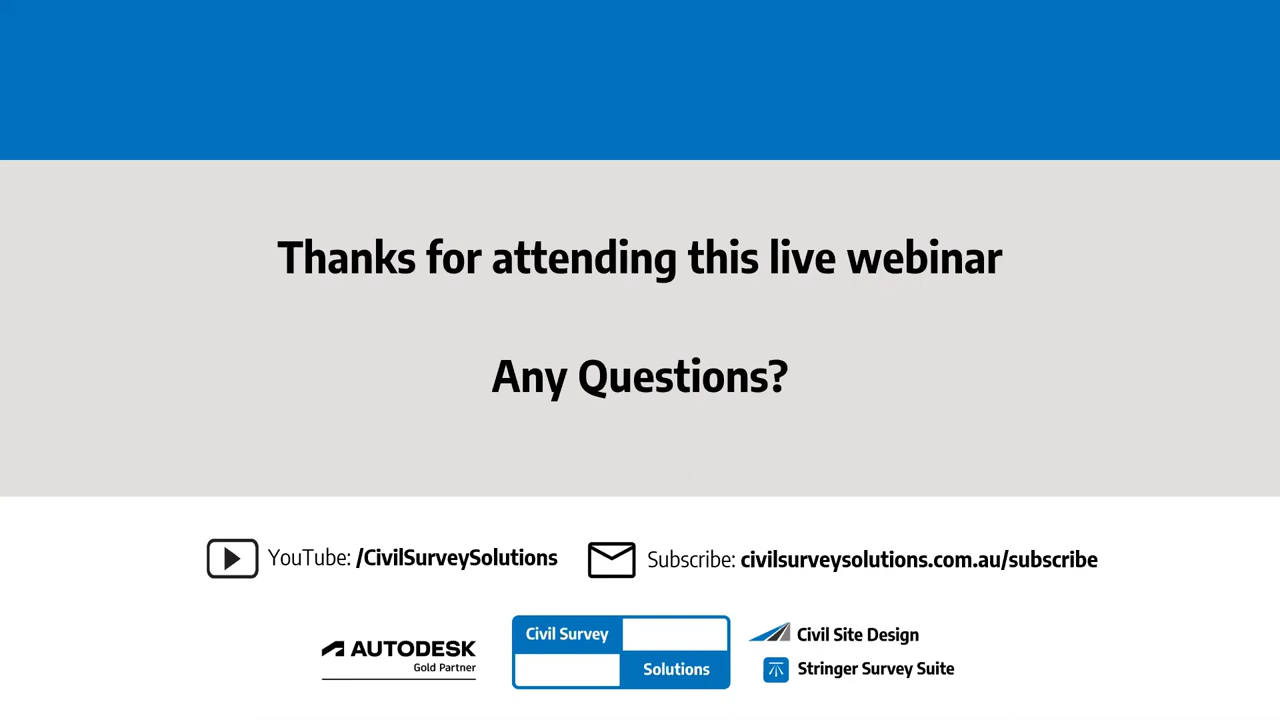 Thanks for attending this live webinar
Any Questions?
YouTube: /CivilSurveySolutions
Subscribe: civilsurveysolutions.com.au/subscribe
AUTODESK
Gold Partner
Civil Survey
Solutions
Civil Site Design
Stringer Survey Suite